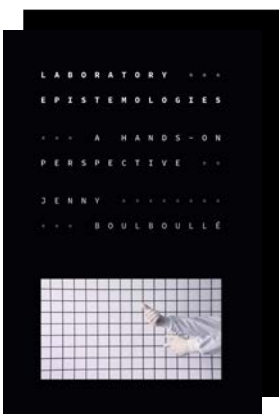 LABORATORY
EPISTEMOLOGIES
A HANDS-ON
PERSPECTIVE
JENNY
BOULBOULLÉ